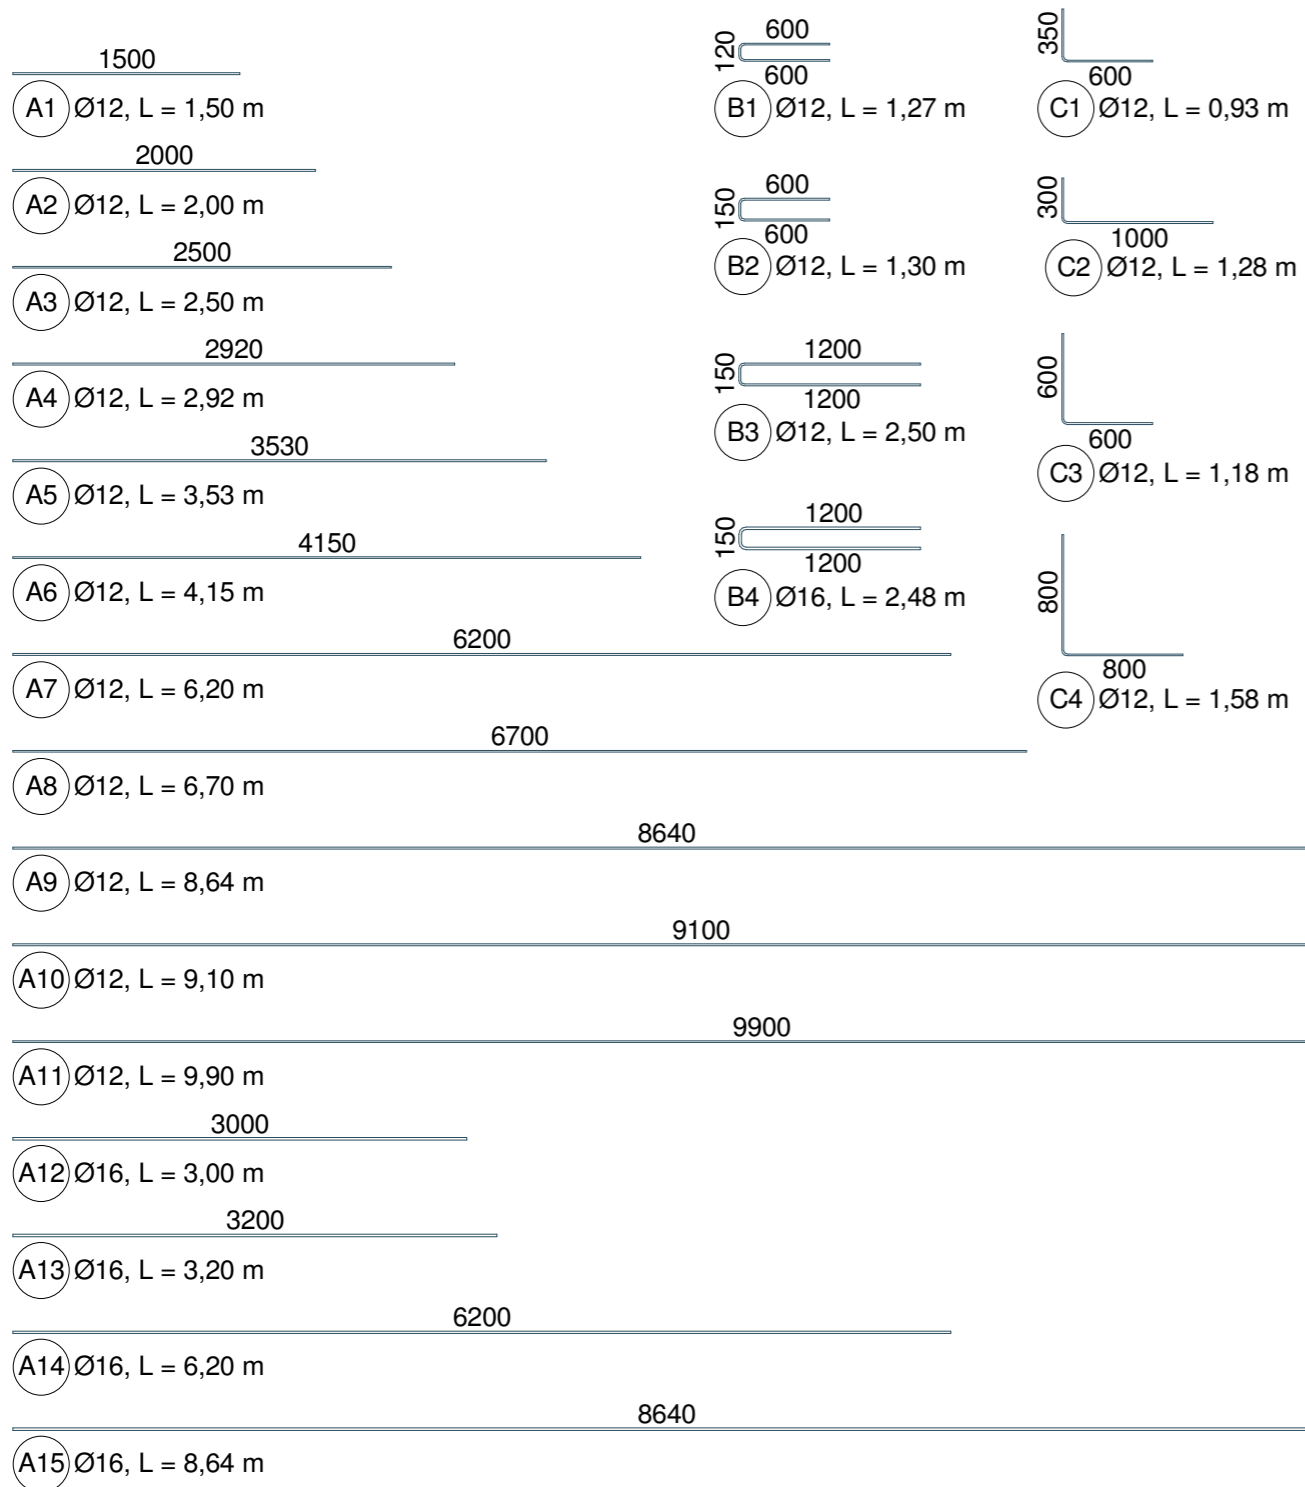 1500
A1 Ø12, L = 1,50 m
2000
A2 Ø12, L = 2,00 m
2500
A3 Ø12, L = 2,50 m
2920
A4 Ø12, L = 2,92 m
3530
A5 Ø12, L = 3,53 m
4150
A6 Ø12, L = 4,15 m
6200
A7 Ø12, L = 6,20 m
6700
A8 Ø12, L = 6,70 m
8640
A9 Ø12, L = 8,64 m
9100
A10 Ø12, L = 9,10 m
9900
A11 Ø12, L = 9,90 m
3000
A12 Ø16, L = 3,00 m
3200
A13 Ø16, L = 3,20 m
6200
A14 Ø16, L = 6,20 m
8640
A15 Ø16, L = 8,64 m
600
120
600
B1 Ø12, L = 1,27 m
600
150
600
B2 Ø12, L = 1,30 m
1200
150
1200
B3 Ø12, L = 2,50 m
1200
150
1200
B4 Ø16, L = 2,48 m
350
600
C1 Ø12, L = 0,93 m
300
1000
C2 Ø12, L = 1,28 m
600
600
C3 Ø12, L = 1,18 m
800
800
C4 Ø12, L = 1,58 m